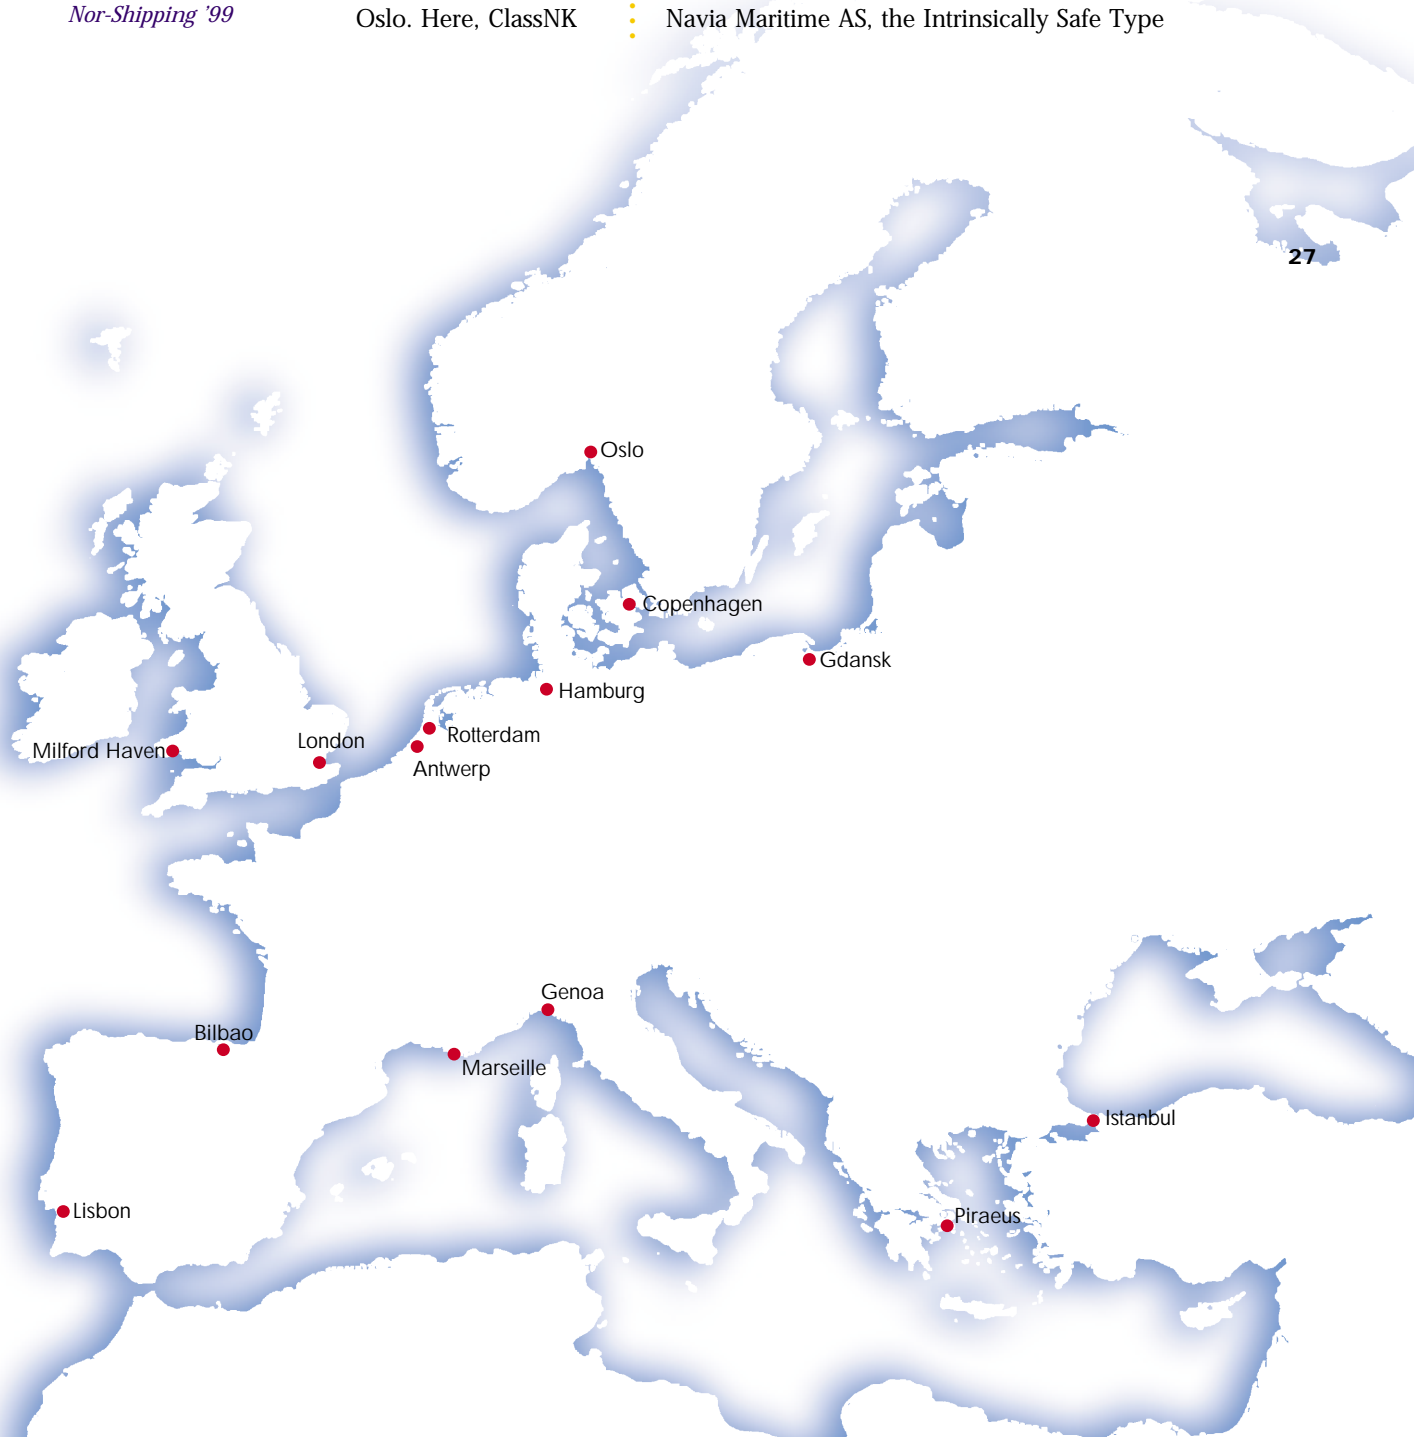 Nor-Shipping '99
Oslo. Here, ClassNK
Navia Maritime AS, the Intrinsically Safe Type
27
Oslo
Copenhagen
Gdansk
Hamburg
Rotterdam
London
Milford Haven
Antwerp
Genoa
Bilbao
Marseille
Istanbul
Lisbon
Piraeus